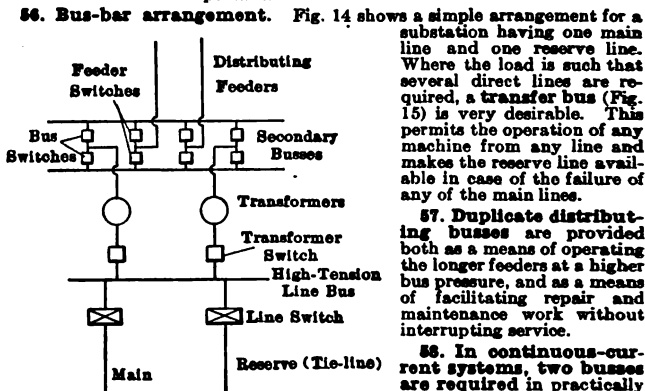 56. Bus-bar arrangement. Fig. 14 shows a simple arrangement for a
substation having one main
line and one reserve line.
Where the load is such that
several direct lines are re-
quired, a transfer bus (Fig.
15) is very desirable. This
permits the operation of any
machine from any line and
makes the reserve line avail-
able in case of the failure of
any of the main lines.
57. Duplicate distribut-
ing busses are provided
both as a means of operating
the longer feeders at a higher
bus pressure, and as a means
of facilitating repair and
maintenance work without
interrupting service.
58. In continuous-cur-
rent systems, two busses
are required in practically
Feeder
Switches
Distributing
Feeders
Bus
Switches
Secondary
Busses
Transformers
Transformer
Switch
High-Tension
Line Bus
Line Switch
Main
Reserve (Tie-line)